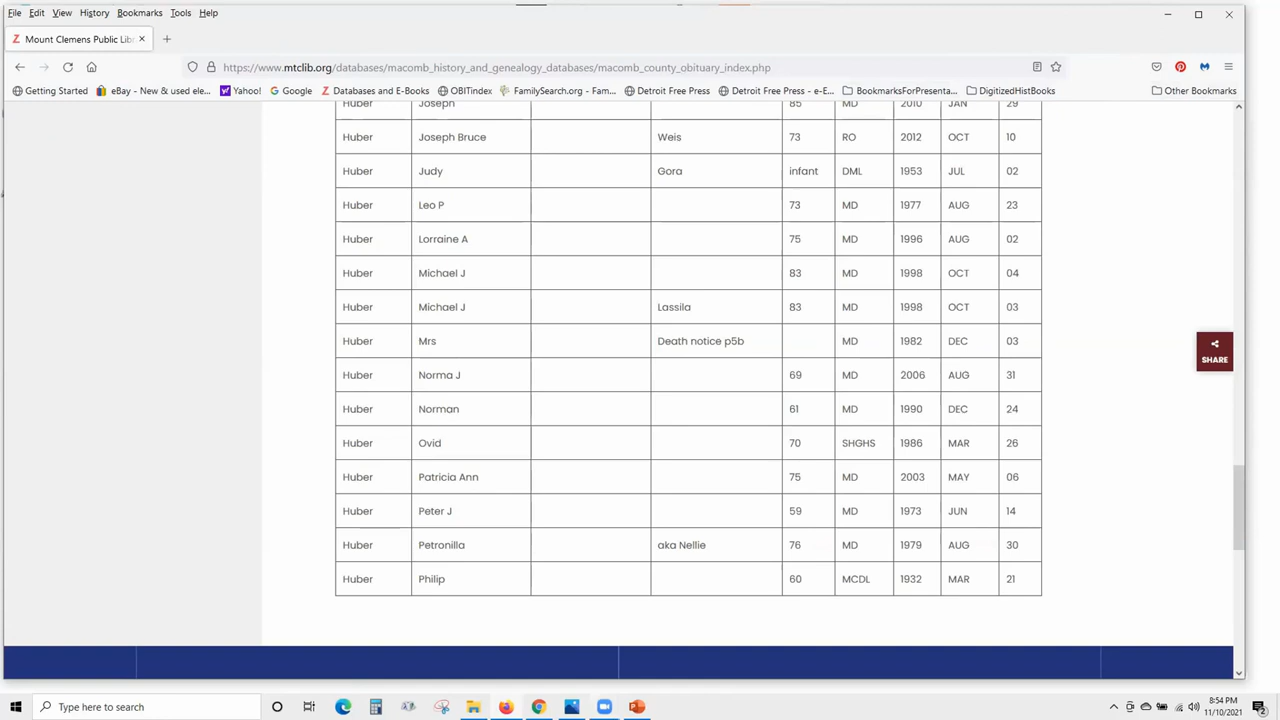 File Edit View History Bookmarks Tools Help
Mount Clemens Public Libr
https://www.mtclib.org/databases/macomb_history_and_genealogy_databases/macomb_county_obituary_index.php
Getting Started eBay - New & used ele... Yahoo! Google Databases and E-Books OBITindex FamilySearch.org - Fam... Detroit Free Press Detroit Free Press - e-E... BookmarksForPresenta... DigitizedHistBooks Other Bookmarks
Huber Joseph 85 MD 2010 JAN 29
Huber Joseph Bruce Weis 73 RO 2012 OCT 10
Huber Judy Gora infant DML 1953 JUL 02
Huber Leo P 73 MD 1977 AUG 23
Huber Lorraine A 75 MD 1996 AUG 02
Huber Michael J 83 MD 1998 OCT 04
Huber Michael J Lassila 83 MD 1998 OCT 03
Huber Mrs Death notice p5b MD 1982 DEC 03
SHARE
Huber Norma J 69 MD 2006 AUG 31
Huber Norman 61 MD 1990 DEC 24
Huber Ovid 70 SHGHS 1986 MAR 26
Huber Patricia Ann 75 MD 2003 MAY 06
Huber Peter J 59 MD 1973 JUN 14
Huber Petronilla aka Nellie 76 MD 1979 AUG 30
Huber Philip 60 MCDL 1932 MAR 21
Type here to search
8:54 PM
11/10/2021
2